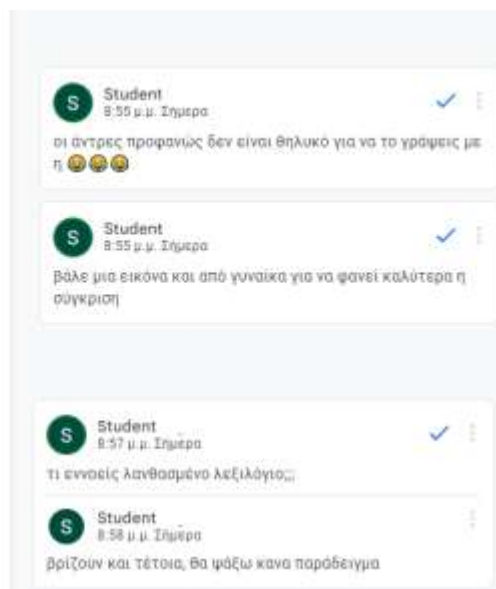 S Student
8:55 μ.μ. Σήμερα
οι άντρες προφανώς δεν είναι θηλυκό για να το γράψεις με
η 😂😂😂
S Student
8:55 μ.μ. Σήμερα
βάλε μια εικόνα και από γυναίκα για να φανεί καλύτερα η
σύγκριση
S Student
8:57 μ.μ. Σήμερα
τι εννοείς λανθασμένο λεξιλόγιο;;;
S Student
8:58 μ.μ. Σήμερα
βρίζουν και τέτοια, θα ψάξω κανα παράδειγμα